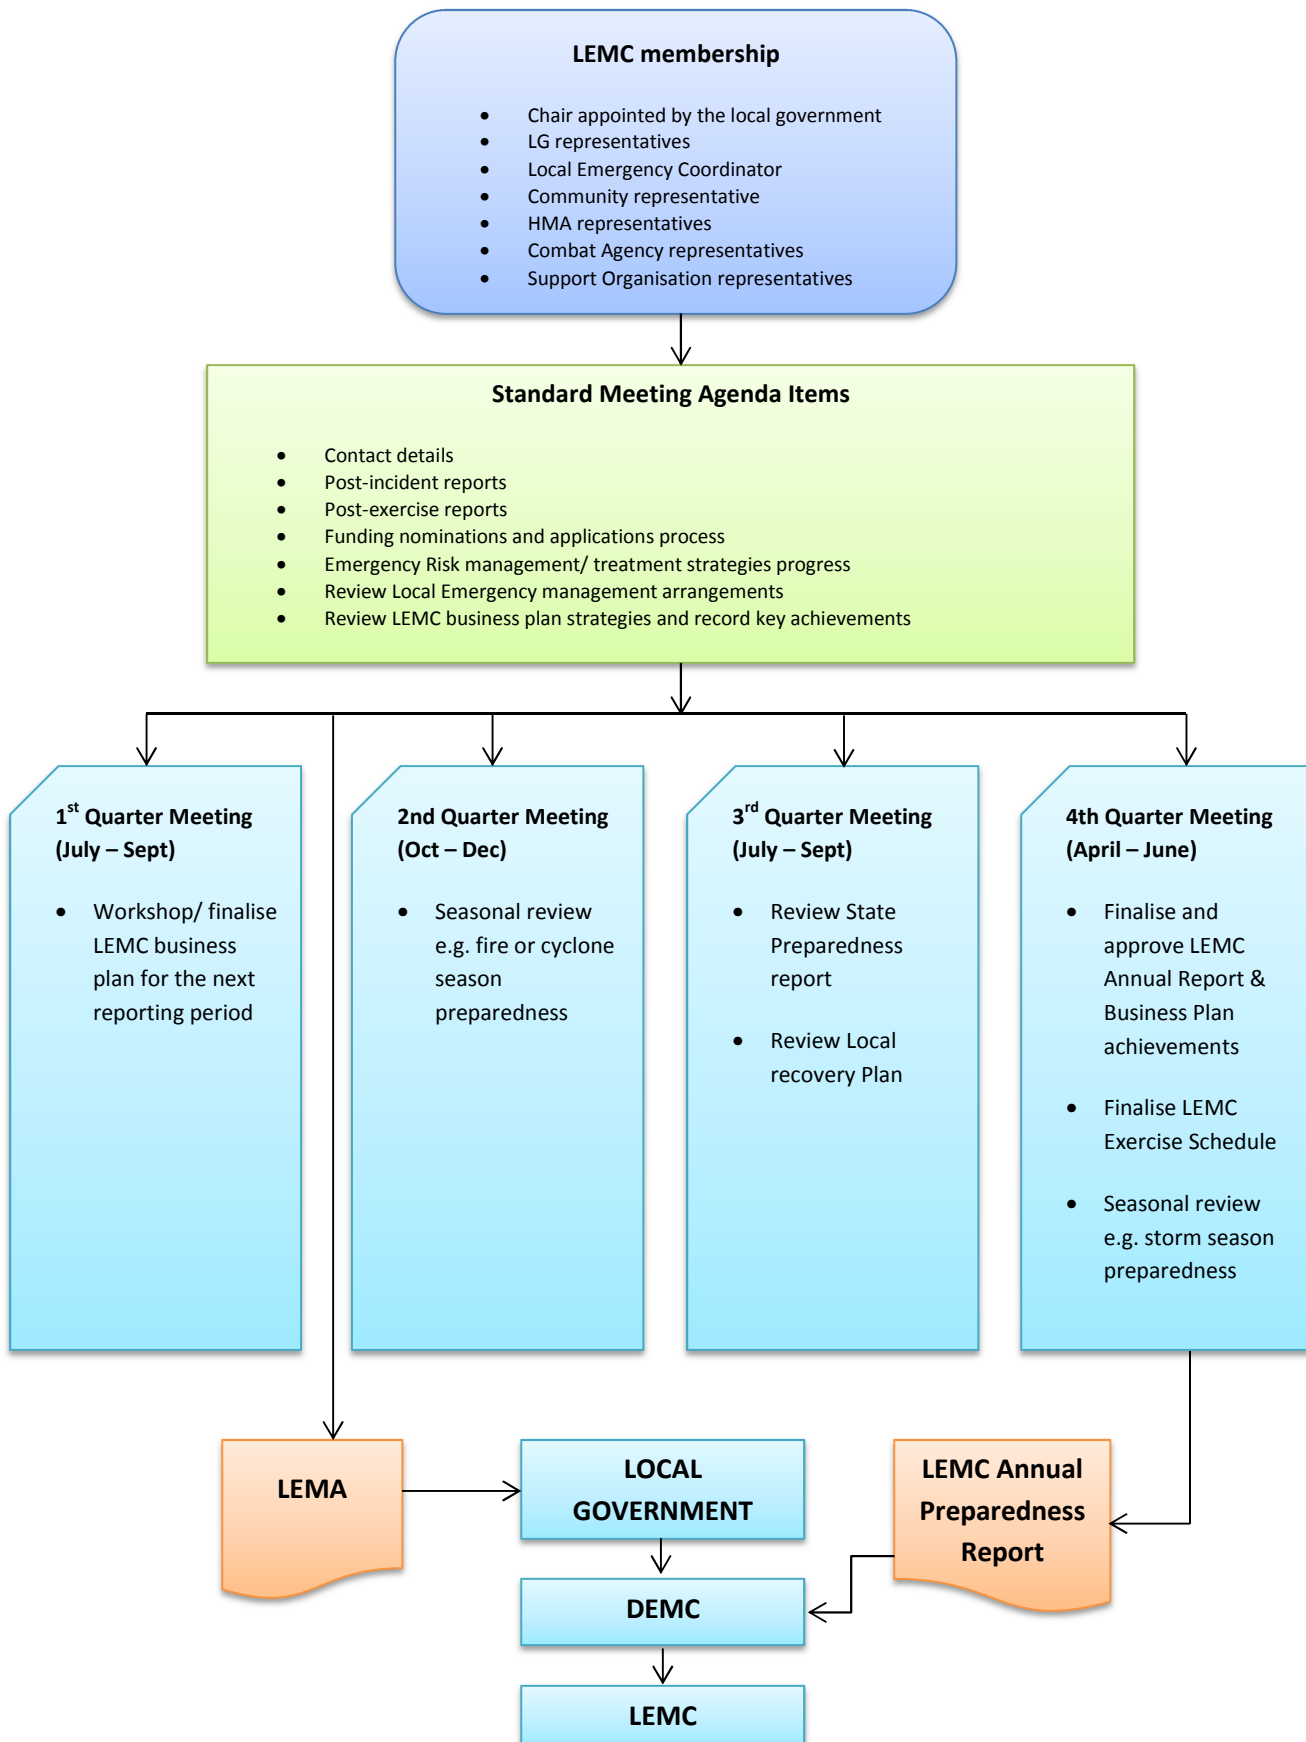 LEMC membership
• Chair appointed by the local government
• LG representatives
• Local Emergency Coordinator
• Community representative
• HMA representatives
• Combat Agency representatives
• Support Organisation representatives
Standard Meeting Agenda Items
• Contact details
• Post-incident reports
• Post-exercise reports
• Funding nominations and applications process
• Emergency Risk management/ treatment strategies progress
• Review Local Emergency management arrangements
• Review LEMC business plan strategies and record key achievements
1st Quarter Meeting
(July – Sept)
• Workshop/ finalise
LEMC business
plan for the next
reporting period
2nd Quarter Meeting
(Oct – Dec)
• Seasonal review
e.g. fire or cyclone
season
preparedness
3rd Quarter Meeting
(July – Sept)
• Review State
Preparedness
report
• Review Local
recovery Plan
4th Quarter Meeting
(April – June)
• Finalise and
approve LEMC
Annual Report &
Business Plan
achievements
• Finalise LEMC
Exercise Schedule
• Seasonal review
e.g. storm season
preparedness
LEMA
LOCAL
GOVERNMENT
LEMC Annual
Preparedness
Report
DEMC
LEMC